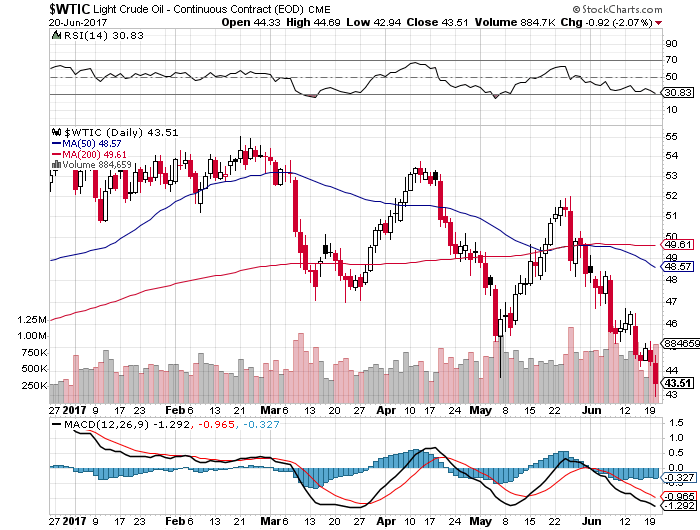 $WTIC Light Crude Oil - Continuous Contract (EOD) CME
© StockCharts.com
20-Jun-2017
Open 44.33 High 44.69 Low 42.94 Close 43.51 Volume 884.7K Chg -0.92 (-2.07%)
RSI(14) 30.83
90
70
50
30.83
10
$WTIC (Daily) 43.51
MA(50) 48.57
MA(200) 49.61
Volume 884,659
55
54
53
52
51
50
49.61
49
48.57
48
47
46
45
884659
44
43.51
43
1.25M
1.00M
750K
500K
250K
27 2017 9 17 23 Feb 6 13 21 Mar 6 13 20 27 Apr 10 17 24 May 8 15 22 Jun 12 19
MACD(12,26,9) -1.292, -0.965, -0.327
1.5
1.0
0.5
0.0
-0.327
-0.965
-1.292
27 2017 9 17 23 Feb 6 13 21 Mar 6 13 20 27 Apr 10 17 24 May 8 15 22 Jun 12 19